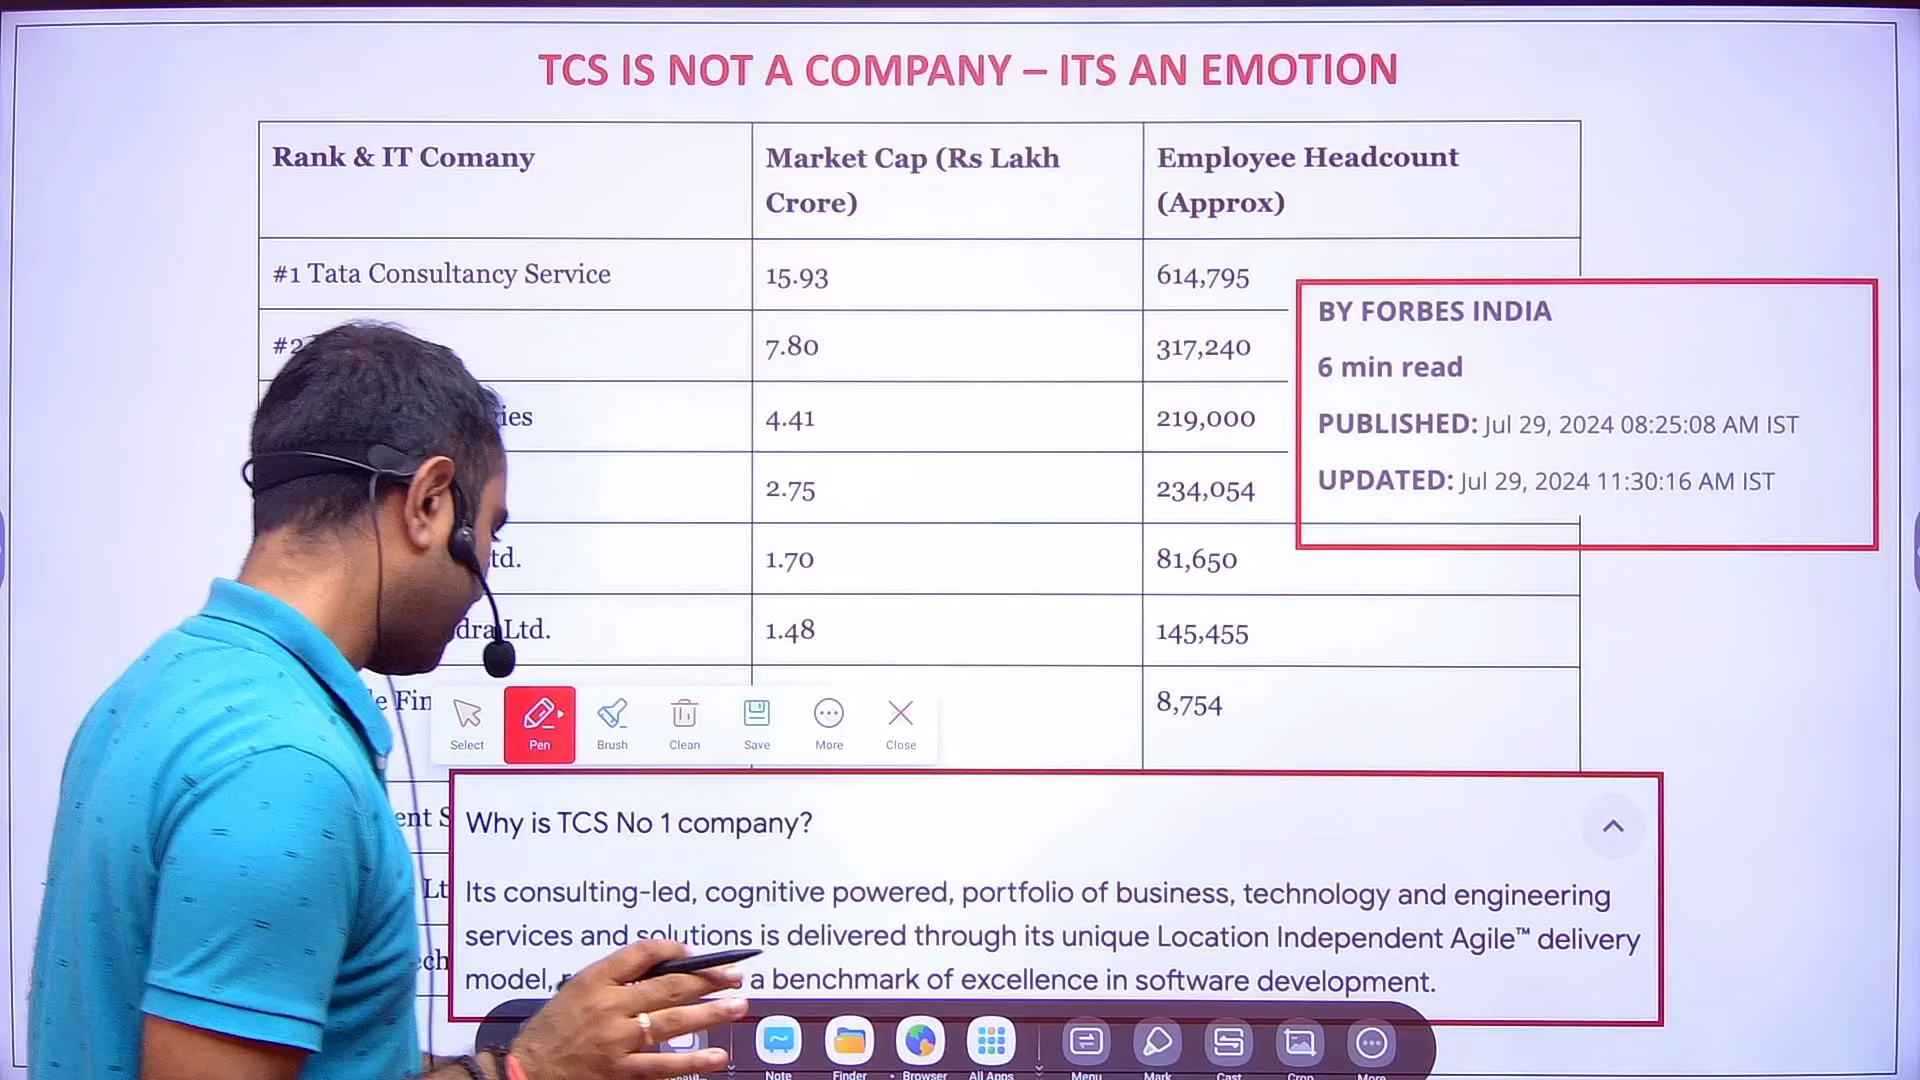 TCS IS NOT A COMPANY – ITS AN EMOTION
Rank & IT Comany
Market Cap (Rs Lakh
Crore)
Employee Headcount
(Approx)
#1 Tata Consultancy Service
15.93
614,795
#2
7.80
317,240
4.41
219,000
2.75
234,054
1.70
81,650
Ltd.
1.48
145,455
8,754
BY FORBES INDIA
6 min read
PUBLISHED: Jul 29, 2024 08:25:08 AM IST
UPDATED: Jul 29, 2024 11:30:16 AM IST
Select
Pen
Brush
Clean
Save
More
Close
Why is TCS No 1 company?
Its consulting-led, cognitive powered, portfolio of business, technology and engineering
services and solutions is delivered through its unique Location Independent Agile™ delivery
model, a benchmark of excellence in software development.
Note
Finder
Browser
All Apps
Menu
Mark
Cast
Crop
More